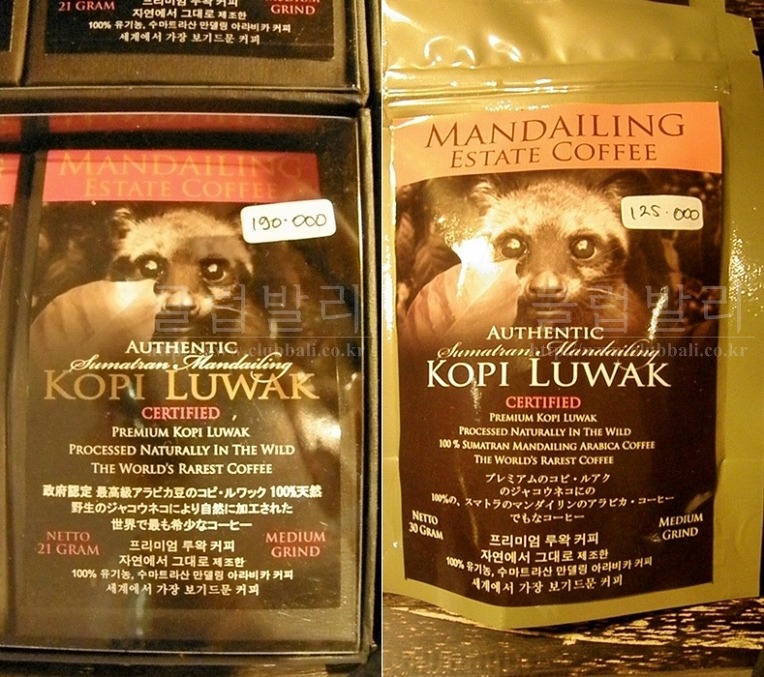 21 GRAM
프리미엄 루왁 커피
자연에서 그대로 제조한
100% 유기농, 수마트라산 만델링 아라비카 커피
세계에서 가장 보기드문 커피
MEDIUM
GRIND
MANDAILING
ESTATE COFFEE
190.000
AUTHENTIC
Sumatran Mandailing
KOPI LUWAK
CERTIFIED
PREMIUM KOPI LUWAK
PROCESSED NATURALLY IN THE WILD
THE WORLD'S RAREST COFFEE
政府認定 最高級アラビカ豆のコピ・ルワック 100%天然
野生のジャコウネコにより自然に加工された
世界で最も希少なコーヒー
NETTO
21 GRAM
MEDIUM
GRIND
프리미엄 루왁 커피
자연에서 그대로 제조한
100% 유기농, 수마트라산 만델링 아라비카 커피
세계에서 가장 보기드문 커피
클럽발리
http://www.clubbali.co.kr
MANDAILING
ESTATE COFFEE
125.000
AUTHENTIC
Sumatran Mandailing
KOPI LUWAK
CERTIFIED
PREMIUM KOPI LUWAK
PROCESSED NATURALLY IN THE WILD
100 % SUMATRAN MANDAILING ARABICA COFFEE
THE WORLD'S RAREST COFFEE
プレミアムのコピ・ルアク
のジャコウネコにの
100%の、スマトラのマンダイリンのアラビカ・コーヒー
でもなコーヒー
NETTO
30 GRAM
MEDIUM
GRIND
프리미엄 루왁 커피
자연에서 그대로 제조한
100% 유기농, 수마트라산 만델링 아라비카 커피
세계에서 가장 보기드문 커피
클럽발리
http://www.clubbali.co.kr